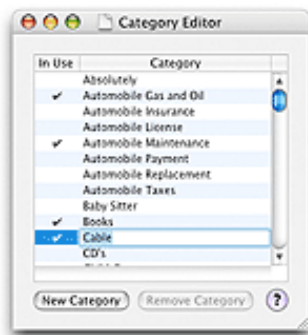 Category Editor
In Use Category
Absolutely
Automobile Gas and Oil
Automobile Insurance
Automobile License
Automobile Maintenance
Automobile Payment
Automobile Replacement
Automobile Taxes
Baby Sitter
Books
Cable
CD's
New Category Remove Category ?